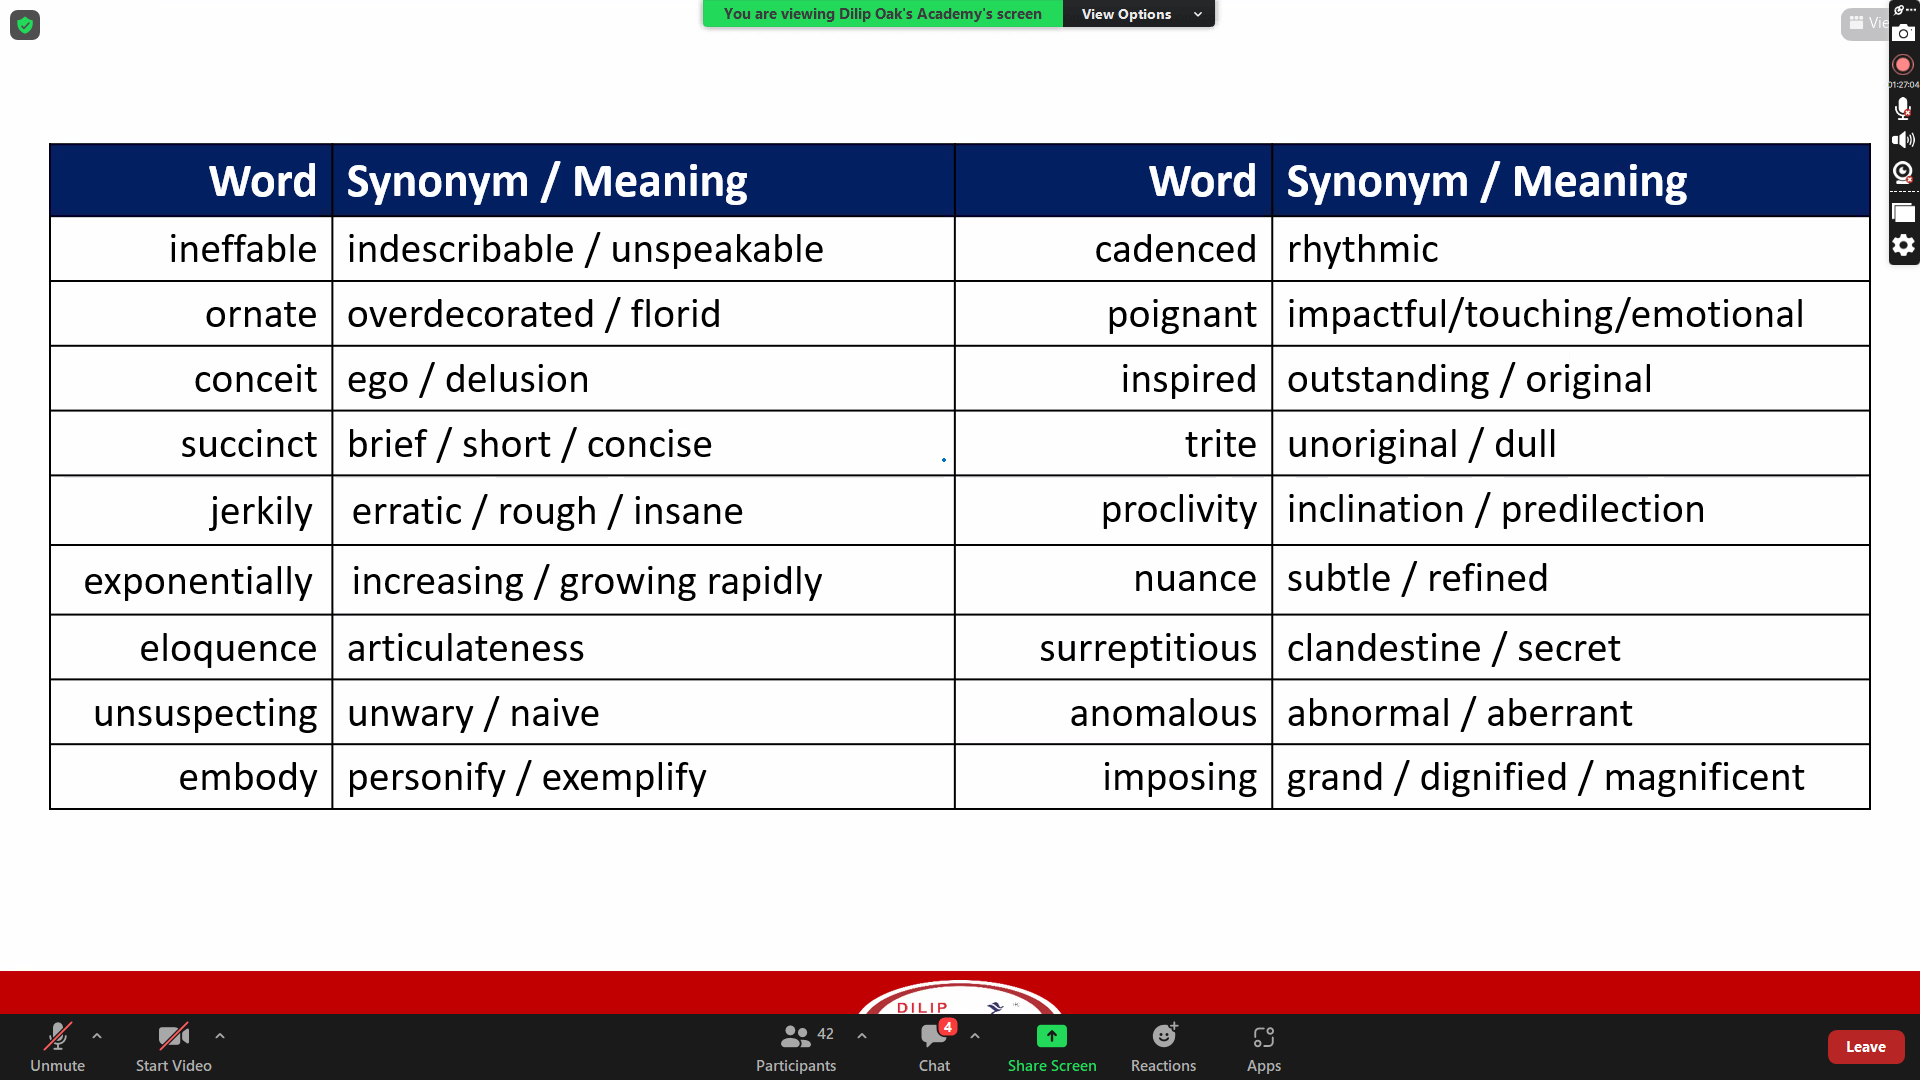 You are viewing Dilip Oak's Academy's screen View Options
Vie
01:27:04
Word Synonym / Meaning Word Synonym / Meaning
ineffable indescribable / unspeakable cadenced rhythmic
ornate overdecorated / florid poignant impactful/touching/emotional
conceit ego / delusion inspired outstanding / original
succinct brief / short / concise trite unoriginal / dull
jerkily erratic / rough / insane proclivity inclination / predilection
exponentially increasing / growing rapidly nuance subtle / refined
eloquence articulateness surreptitious clandestine / secret
unsuspecting unwary / naive anomalous abnormal / aberrant
embody personify / exemplify imposing grand / dignified / magnificent
DILIP
42 4
Unmute Start Video Participants Chat Share Screen Reactions Apps Leave